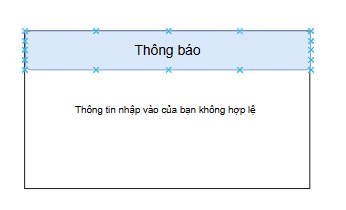 Thông báo
Thông tin nhập vào của bạn không hợp lệ